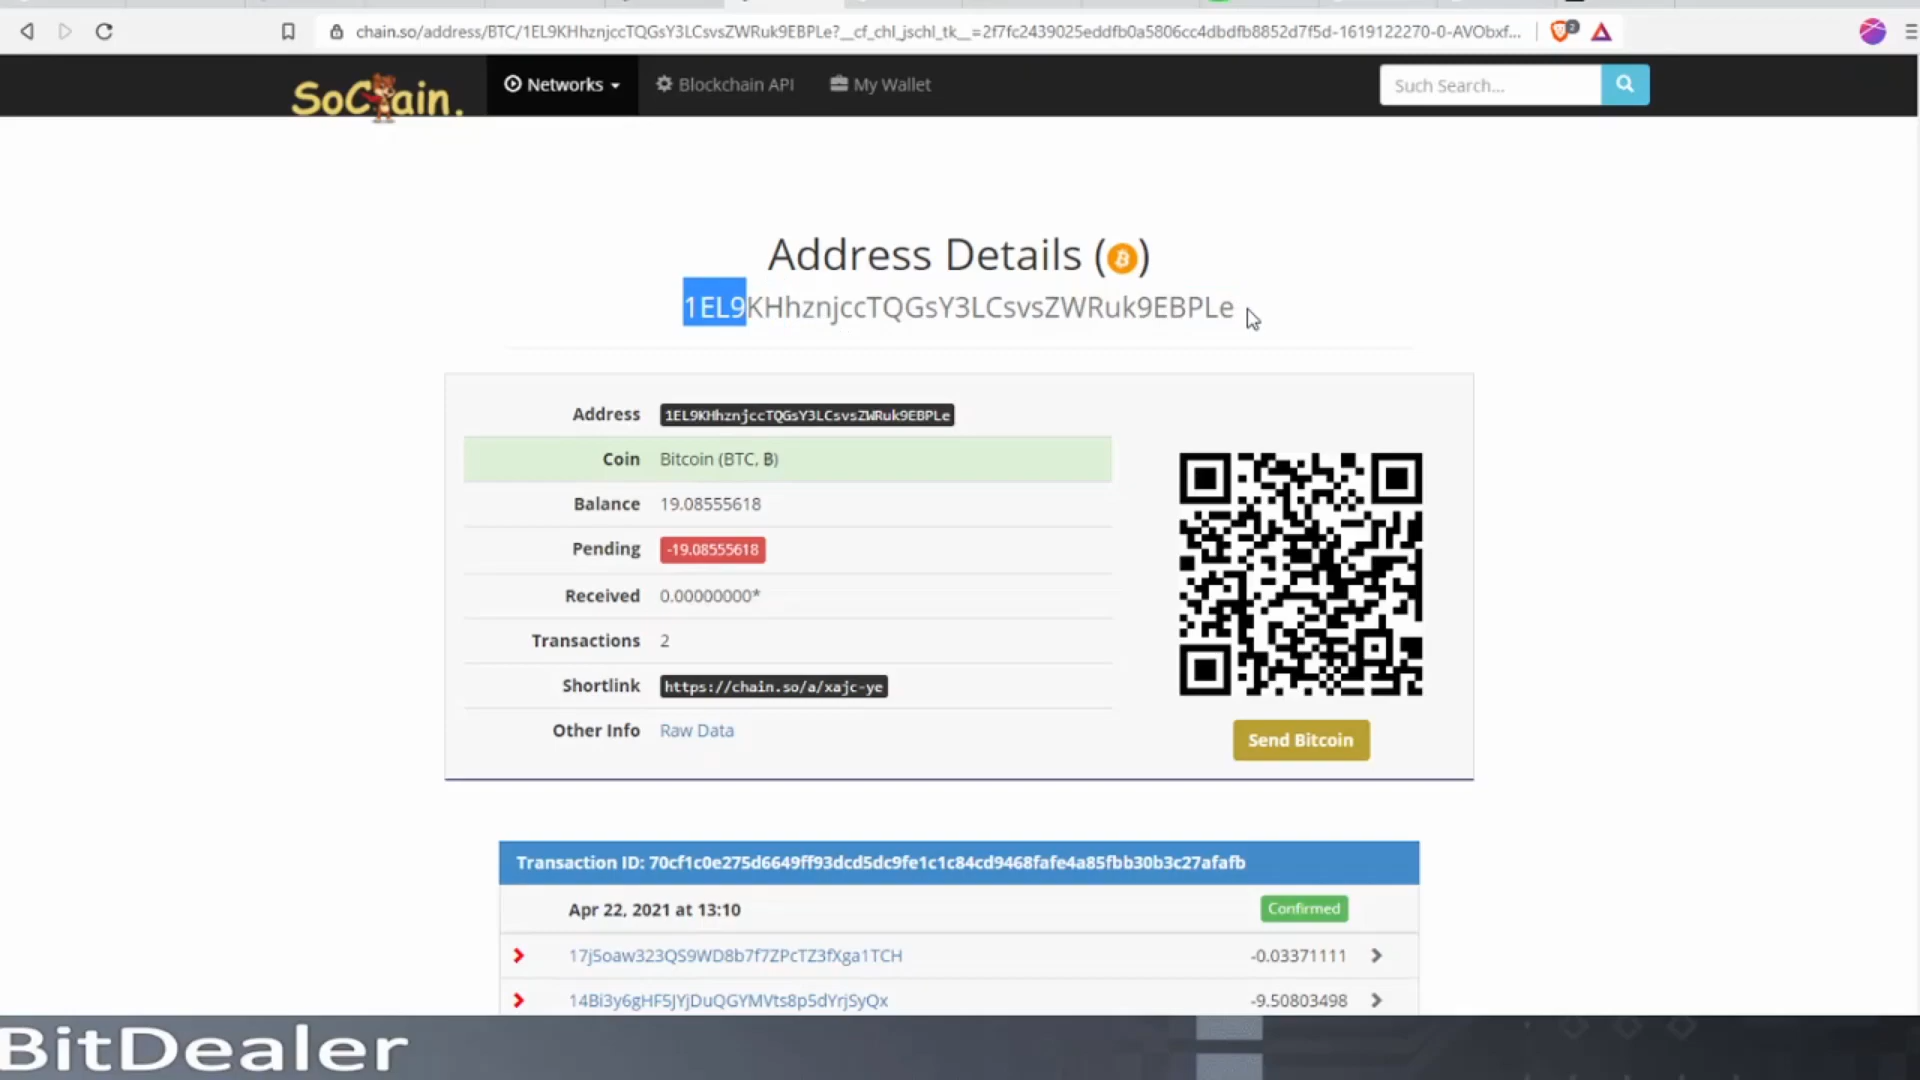 chain.so/address/BTC/1EL9KHhznjccTQGsY3LCsvsZWRuk9EBPLe?__cf_chl_jschl_tk__=2f7fc2439025eddfb0a5806cc4dbdfb8852d7f5d-1619122270-0-AVObxf...
SoChain. Networks Blockchain API My Wallet Such Search...
Address Details (₿)
1EL9KHhznjccTQGsY3LCsvsZWRuk9EBPLe
Address 1EL9KHhznjccTQGsY3LCsvsZWRuk9EBPLe
Coin Bitcoin (BTC, B)
Balance 19.08555618
Pending -19.08555618
Received 0.00000000*
Transactions 2
Shortlink https://chain.so/a/xajc-ye
Other Info Raw Data
Send Bitcoin
Transaction ID: 70cf1c0e275d6649ff93dcd5dc9fe1c1c84cd9468fafe4a85fbb30b3c27afafb
Apr 22, 2021 at 13:10 Confirmed
17j5oaw323QS9WD8b7f7ZPcTZ3fXga1TCH -0.03371111
14Bi3y6gHF5JYjDuQGYMVts8p5dYrjSyQx -9.50803498
BitDealer